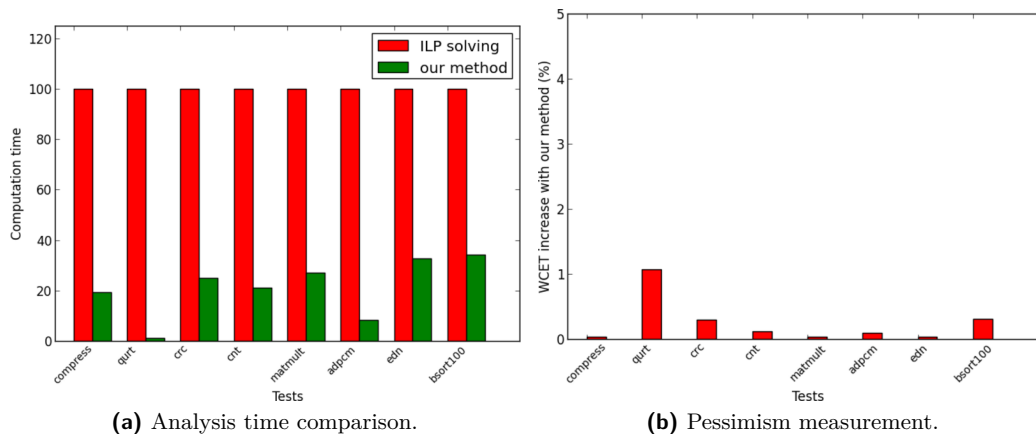 120
100
80
60
40
20
0
Computation time
ILP solving
our method
compress
qurt
crc
cnt
matmult
adpcm
edn
bsort100
Tests
(a) Analysis time comparison.
5
4
3
2
1
0
WCET increase with our method (%)
compress
qurt
crc
cnt
matmult
adpcm
edn
bsort100
Tests
(b) Pessimism measurement.